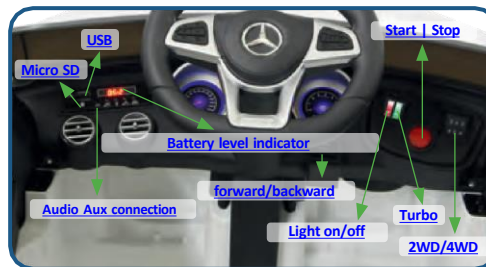 USB
Start | Stop
Micro SD
Battery level indicator
forward/backward
Audio Aux connection
Turbo
Light on/off
2WD/4WD